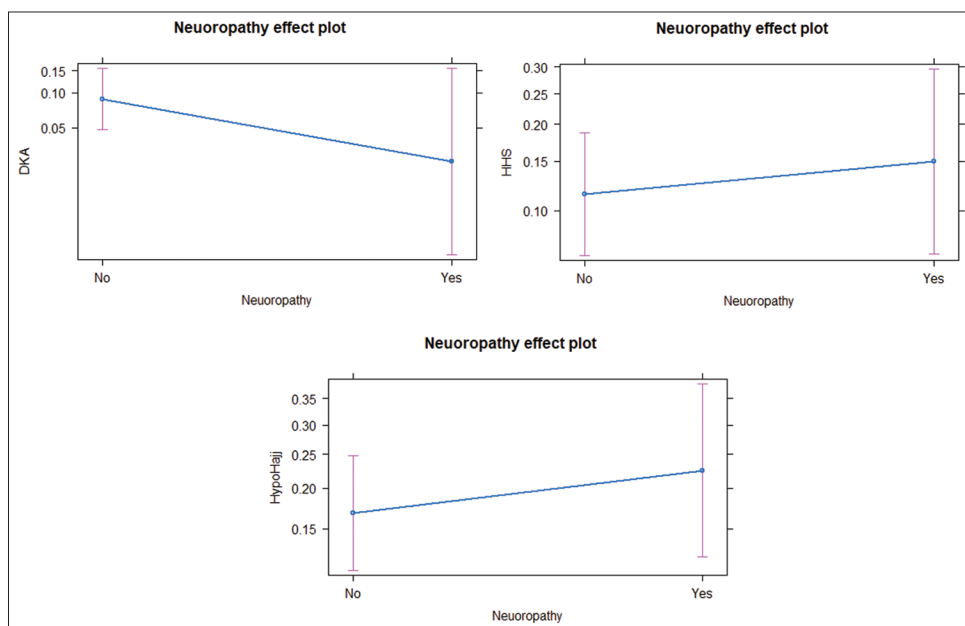 Neuoropathy effect plot
0.15
0.10
0.05
DKA
No
Yes
Neuoropathy
Neuoropathy effect plot
0.30
0.25
0.20
0.15
0.10
HHS
No
Yes
Neuoropathy
Neuoropathy effect plot
0.35
0.30
0.25
0.20
0.15
HypoHajj
No
Yes
Neuoropathy